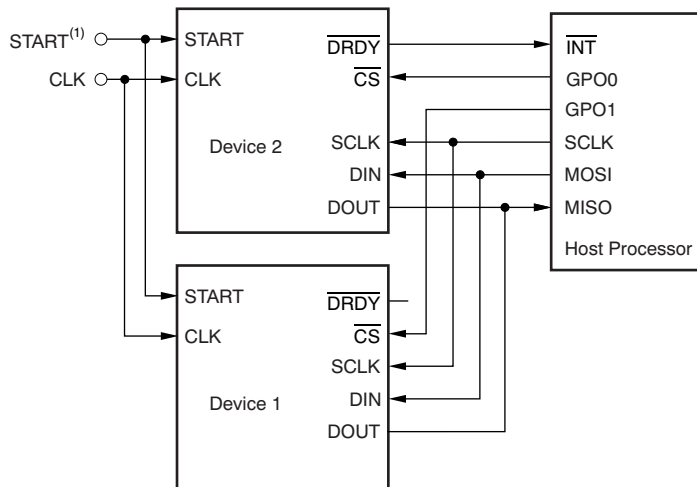 START(1)
CLK
START
CLK
Device 2
DRDY
CS
SCLK
DIN
DOUT
INT
GPO0
GPO1
SCLK
MOSI
MISO
Host Processor
START
CLK
Device 1
DRDY
CS
SCLK
DIN
DOUT